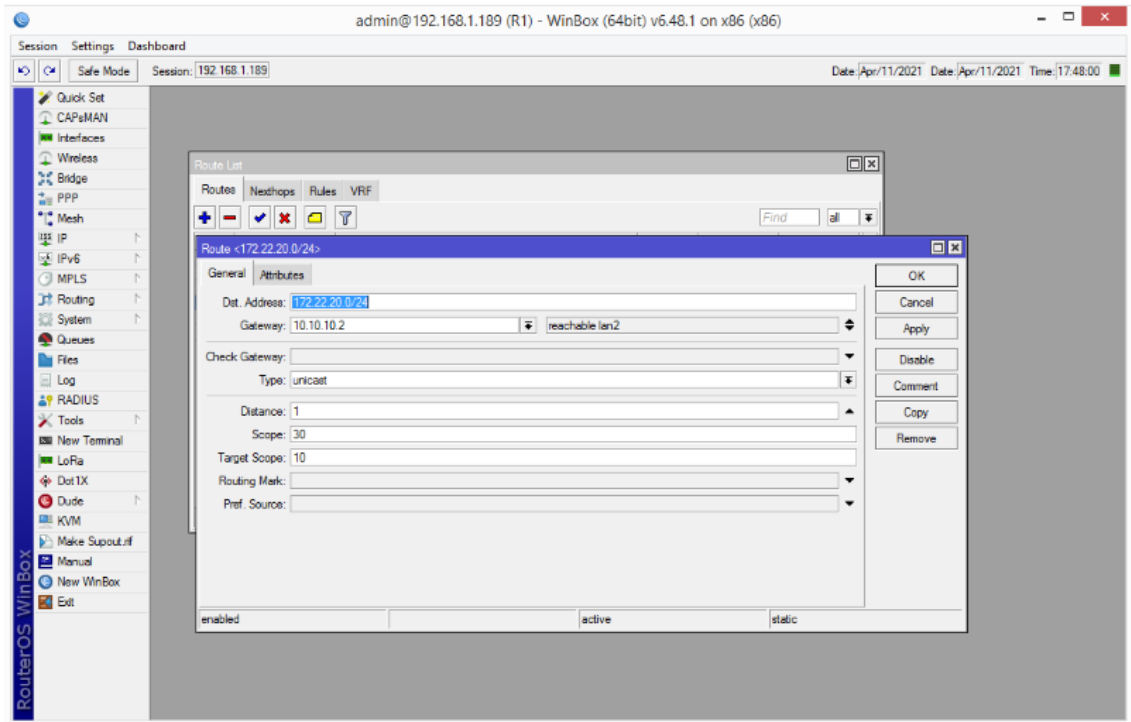 admin@192.168.1.189 (R1) - WinBox (64bit) v6.48.1 on x86 (x86)
Session Settings Dashboard
Safe Mode Session: 192.168.1.189 Date: Apr/11/2021 Date: Apr/11/2021 Time: 17:48:00
Quick Set
CAPsMAN
Interfaces
Wireless
Bridge
PPP
Mesh
IP
IPv6
MPLS
Routing
System
Queues
Files
Log
RADIUS
Tools
New Terminal
LoRa
Dot1X
Dude
KVM
Make Supout.rif
Manual
New WinBox
Exit
RouterOS WinBox
Route List
Routes Nexthops Rules VRF
Find all
Route <172.22.20.0/24>
General Attributes
Dst. Address: 172.22.20.0/24
Gateway: 10.10.10.2 reachable lan2
Check Gateway:
Type: unicast
Distance: 1
Scope: 30
Target Scope: 10
Routing Mark:
Pref. Source:
OK
Cancel
Apply
Disable
Comment
Copy
Remove
enabled active static